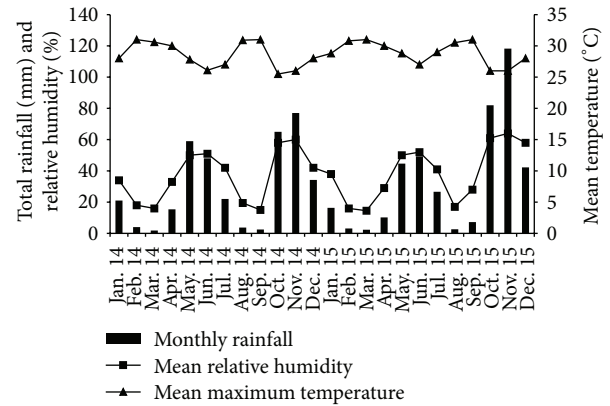 Total rainfall (mm) and
relative humidity (%)
140
120
100
80
60
40
20
0
35
30
25
20
15
10
5
0
Mean temperature (°C)
Jan. 14
Feb. 14
Mar. 14
Apr. 14
May. 14
Jun. 14
Jul. 14
Aug. 14
Sep. 14
Oct. 14
Nov. 14
Dec. 14
Jan. 15
Feb. 15
Mar. 15
Apr. 15
May. 15
Jun. 15
Jul. 15
Aug. 15
Sep. 15
Oct. 15
Nov. 15
Dec. 15
Monthly rainfall
Mean relative humidity
Mean maximum temperature